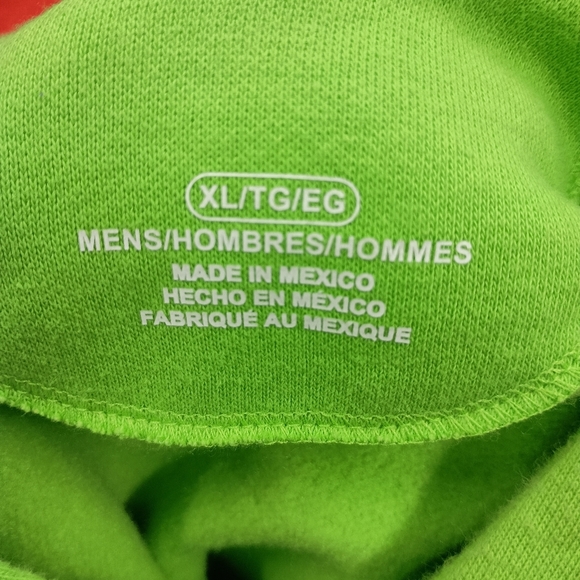 XL/TG/EG
MENS/HOMBRES/HOMMES
MADE IN MEXICO
HECHO EN MÉXICO
FABRIQUÉ AU MEXIQUE